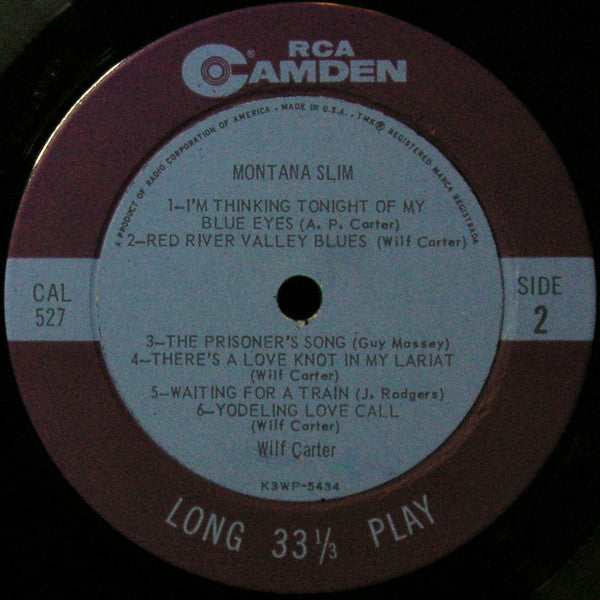 RCA
CAMDEN
®
A PRODUCT OF RADIO CORPORATION OF AMERICA - MADE IN U.S.A. - TMK® REGISTERED MARCA REGISTRADA
MONTANA SLIM
1—I'M THINKING TONIGHT OF MY
BLUE EYES (A. P. Carter)
2—RED RIVER VALLEY BLUES (Wilf Carter)
CAL
527
SIDE
2
3—THE PRISONER'S SONG (Guy Massey)
4—THERE'S A LOVE KNOT IN MY LARIAT
(Wilf Carter)
5—WAITING FOR A TRAIN (J. Rodgers)
6—YODELING LOVE CALL
(Wilf Carter)
Wilf Carter
K3WP-5434
LONG 33⅓ PLAY